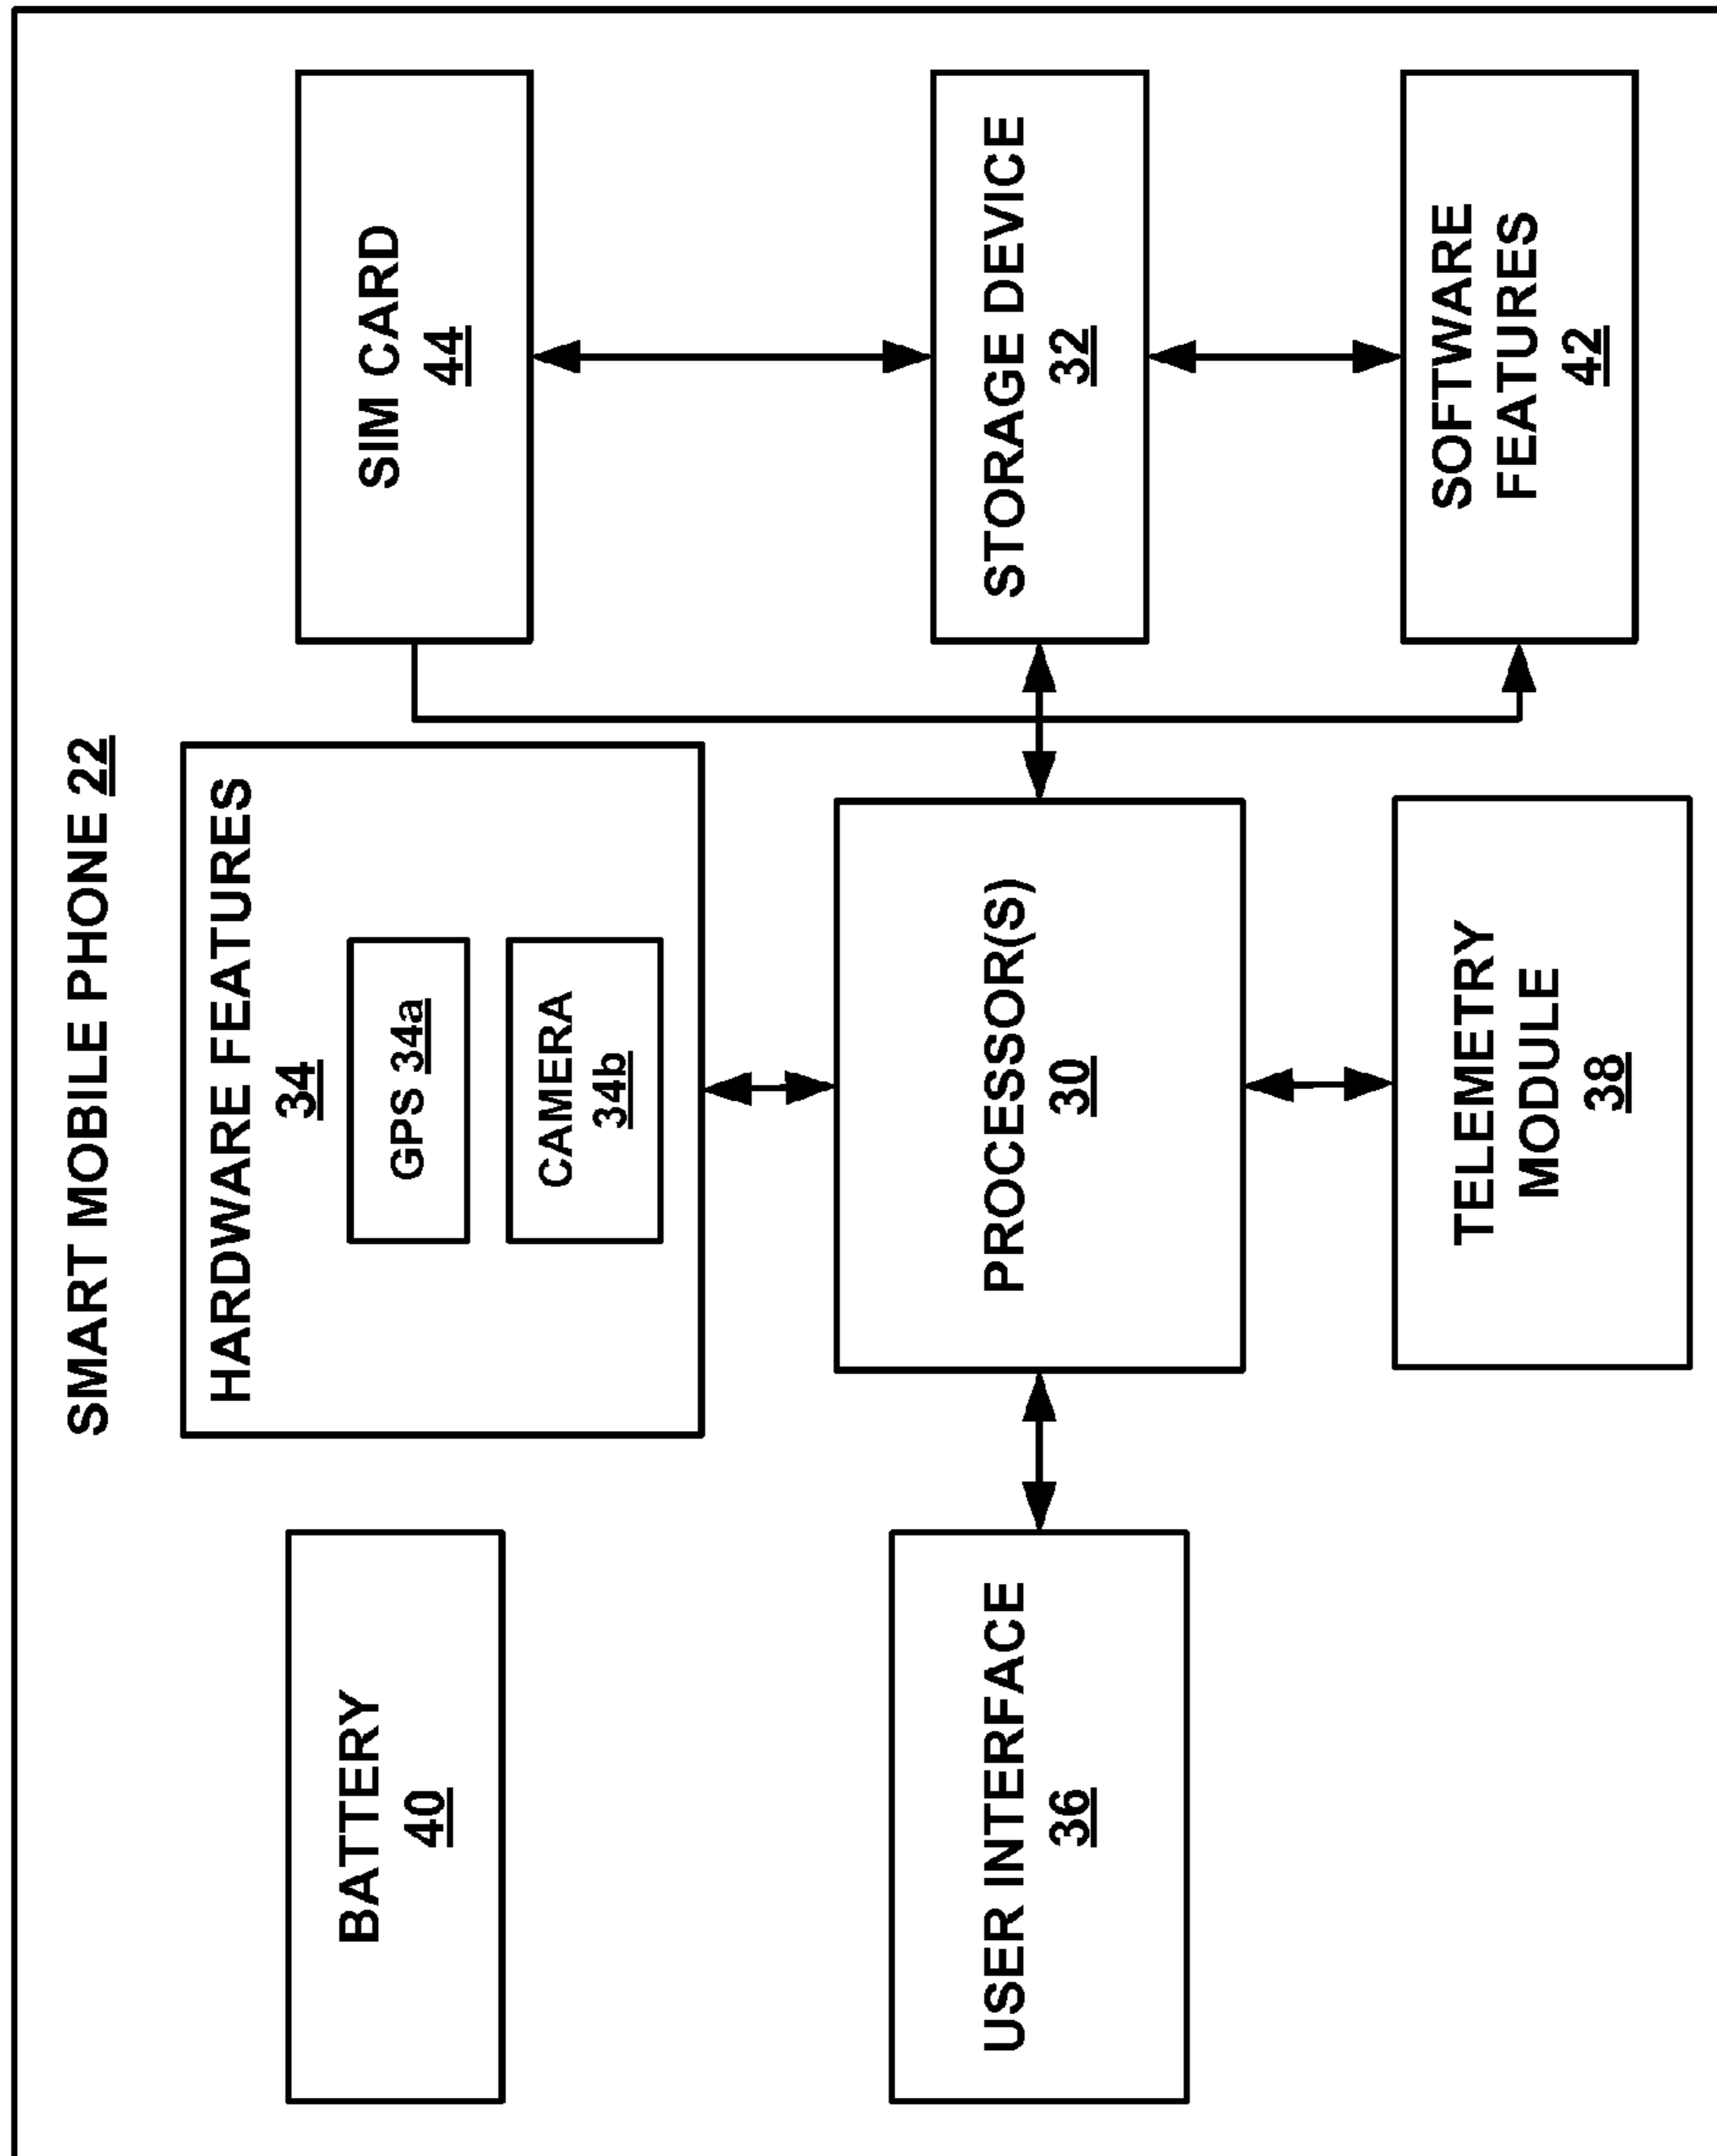 SMART MOBILE PHONE 22
BATTERY
40
HARDWARE FEATURES
34
GPS 34a
CAMERA
34b
SIM CARD
44
USER INTERFACE
36
PROCESSOR(S)
30
STORAGE DEVICE
32
TELEMETRY
MODULE
38
SOFTWARE
FEATURES
42